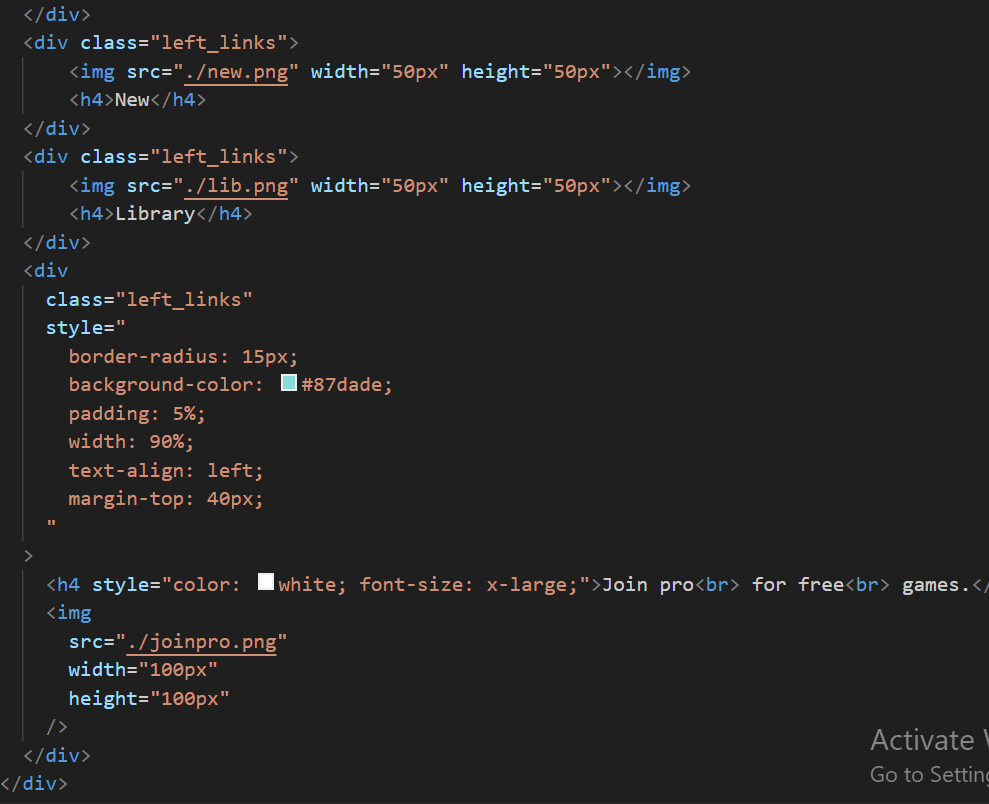 </div>
<div class="left_links">
<img src="./new.png" width="50px" height="50px"></img>
<h4>New</h4>
</div>
<div class="left_links">
<img src="./lib.png" width="50px" height="50px"></img>
<h4>Library</h4>
</div>
<div
class="left_links"
style="
border-radius: 15px;
background-color: #87dade;
padding: 5%;
width: 90%;
text-align: left;
margin-top: 40px;
"
>
<h4 style="color: white; font-size: x-large;">Join pro<br> for free<br> games.</
<img
src="./joinpro.png"
width="100px"
height="100px"
/>
</div>
</div>
Activate
Go to Setting